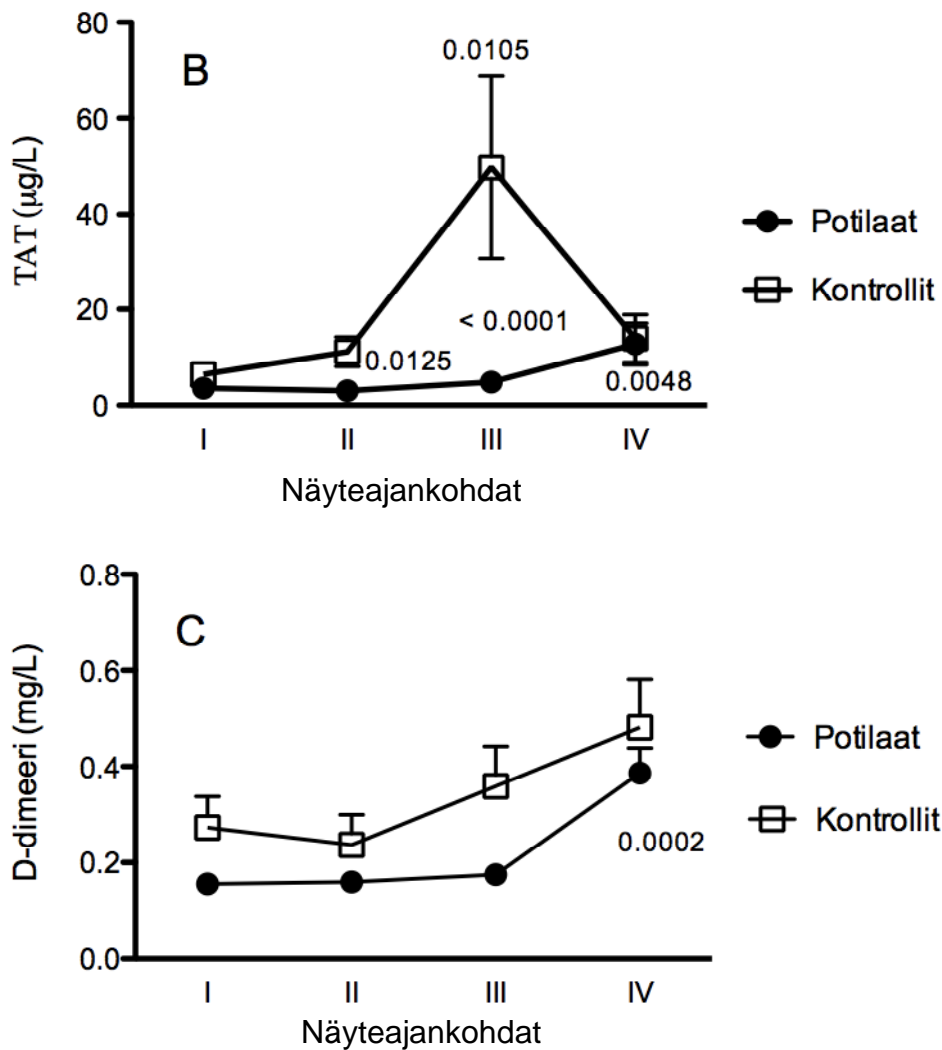 80
B
0.0105
60
TAT (µg/L)
40
Potilaat
Kontrollit
20
< 0.0001
0.0125
0.0048
0
I II III IV
Näyteajankohdat
0.8
C
0.6
D-dimeeri (mg/L)
Potilaat
0.4
Kontrollit
0.0002
0.2
0.0
I II III IV
Näyteajankohdat